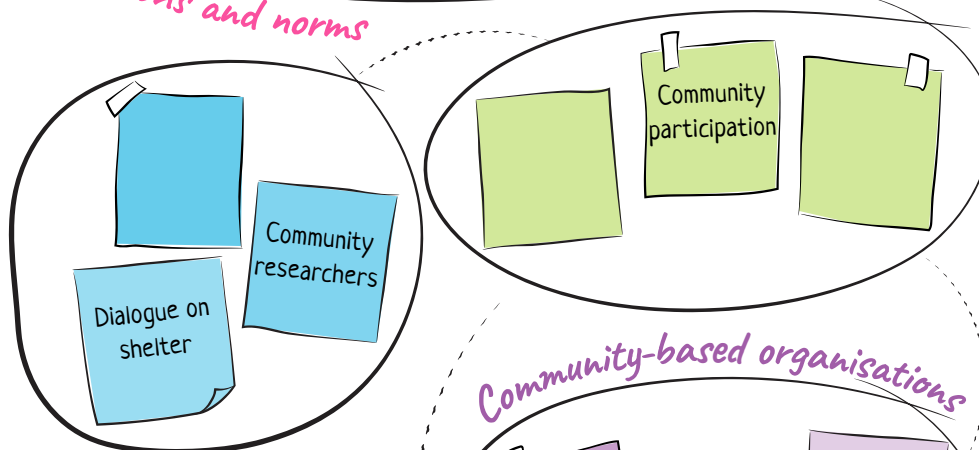 and norms
Community
participation
Community
researchers
Dialogue on
shelter
Community-based organisations